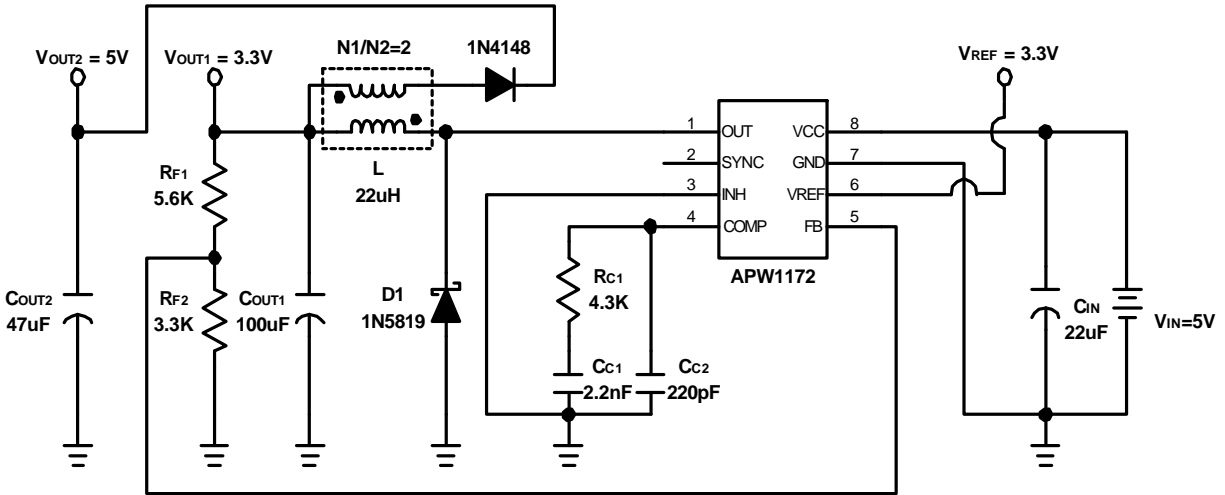 N1/N2=2
1N4148
VOUT2 = 5V
VOUT1 = 3.3V
VREF = 3.3V
1 OUT VCC 8
2 SYNC GND 7
3 INH VREF 6
4 COMP FB 5
APW1172
L
22uH
RF1
5.6K
RF2
3.3K
COUT2
47uF
COUT1
100uF
D1
1N5819
RC1
4.3K
CC1
2.2nF
CC2
220pF
CIN
22uF
VIN=5V